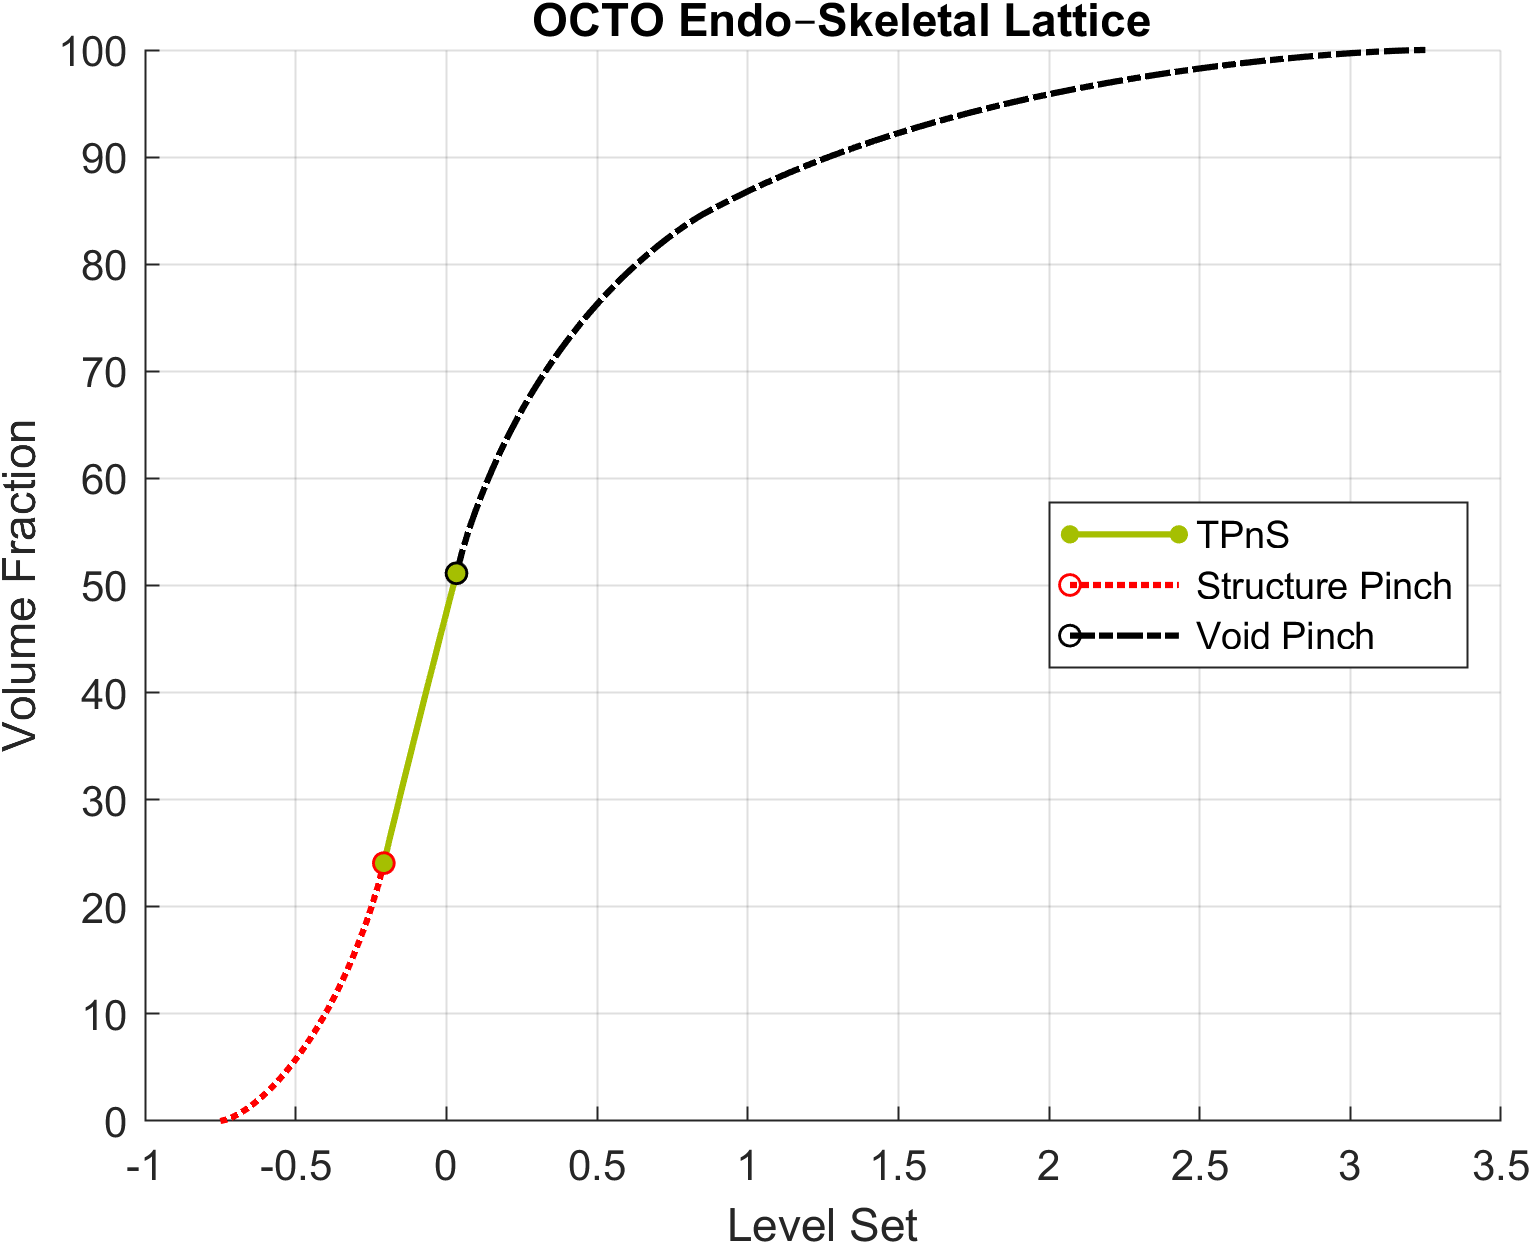 OCTO Endo−Skeletal Lattice
100
90
80
70
60
50
40
30
20
10
0
Volume Fraction
TPnS
Structure Pinch
Void Pinch
-1 -0.5 0 0.5 1 1.5 2 2.5 3 3.5
Level Set